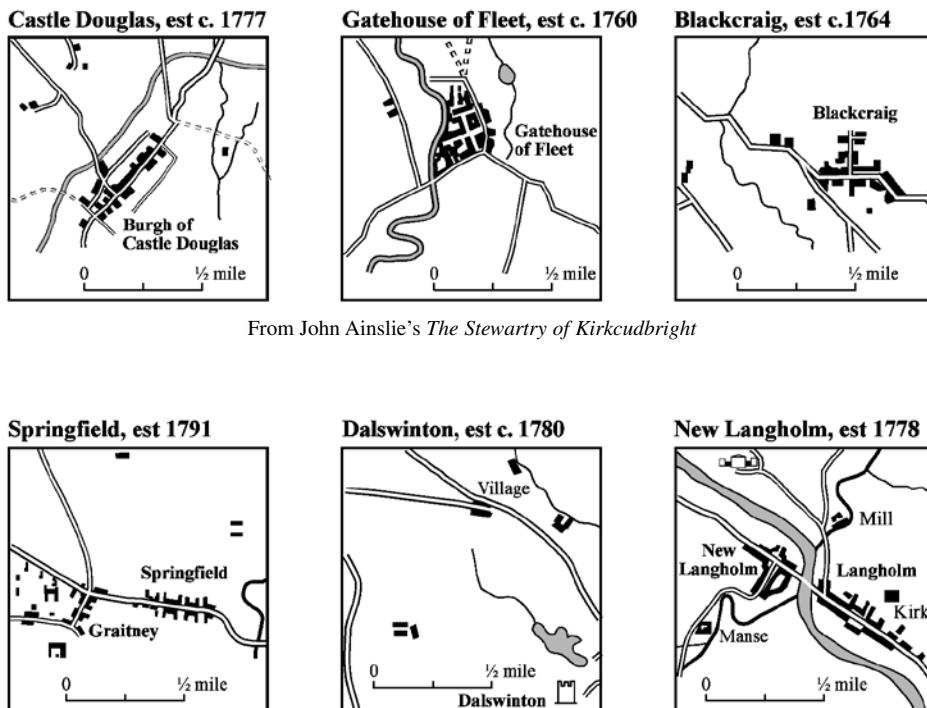 Castle Douglas, est c. 1777
Burgh of
Castle Douglas
0 ½ mile
Gatehouse of Fleet, est c. 1760
Gatehouse
of Fleet
0 ½ mile
Blackcraig, est c.1764
Blackcraig
0 ½ mile
From John Ainslie's The Stewartry of Kirkcudbright
Springfield, est 1791
Springfield
Graitney
0 ½ mile
Dalswinton, est c. 1780
Village
0 ½ mile
Dalswinton
New Langholm, est 1778
Mill
New
Langholm
Langholm
Kirk
Manse
0 ½ mile